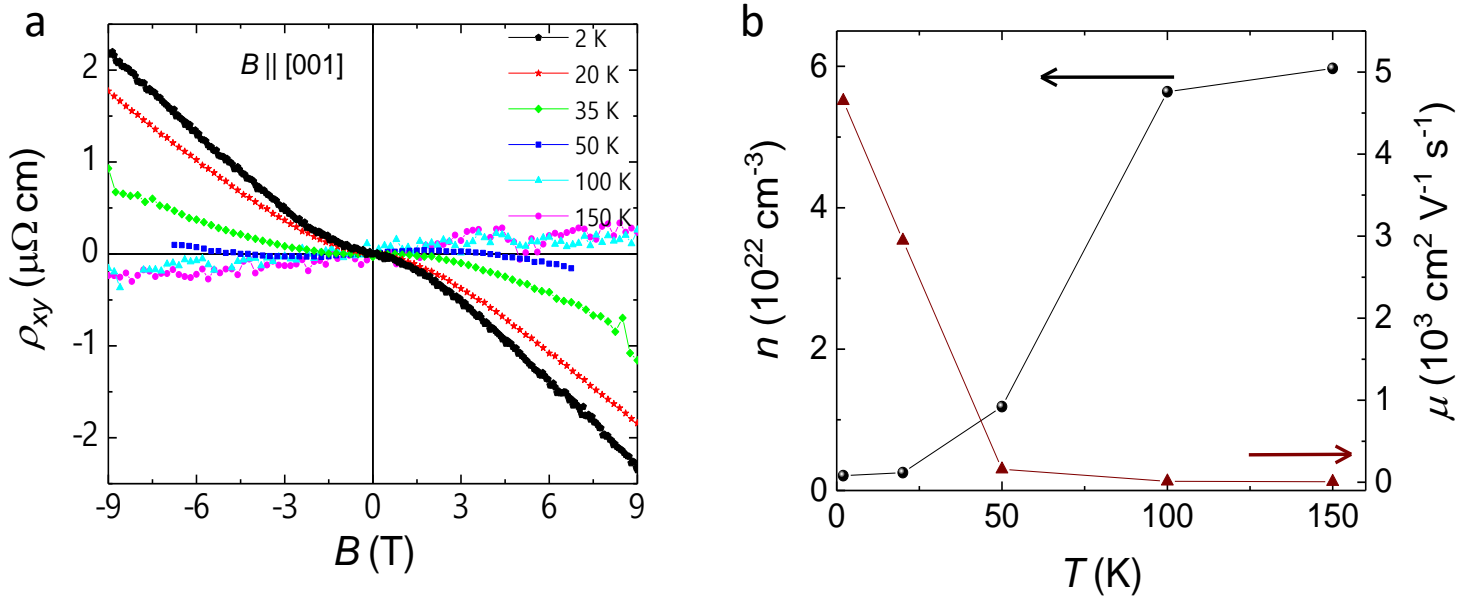 a
B || [001]
2 K
20 K
35 K
50 K
100 K
150 K
2
1
0
-1
-2
ρxy (μΩ cm)
-9 -6 -3 0 3 6 9
B (T)
b
6
4
2
0
n (10²² cm⁻³)
5
4
3
2
1
0
μ (10³ cm² V⁻¹ s⁻¹)
0 50 100 150
T (K)